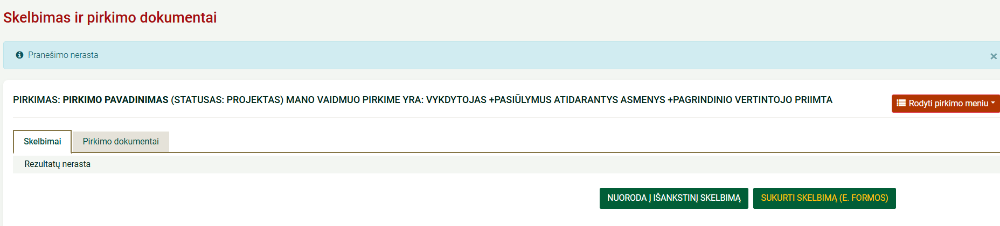 Skelbimas ir pirkimo dokumentai
Pranešimo nerasta
×
PIRKIMAS: PIRKIMO PAVADINIMAS (STATUSAS: PROJEKTAS) MANO VAIDMUO PIRKIME YRA: VYKDYTOJAS +PASIŪLYMUS ATIDARANTYS ASMENYS +PAGRINDINIO VERTINTOJO PRIIMTA
Rodyti pirkimo meniu
Skelbimai
Pirkimo dokumentai
Rezultatų nerasta
NUORODA Į IŠANKSTINĮ SKELBIMĄ
SUKURTI SKELBIMĄ (E. FORMOS)